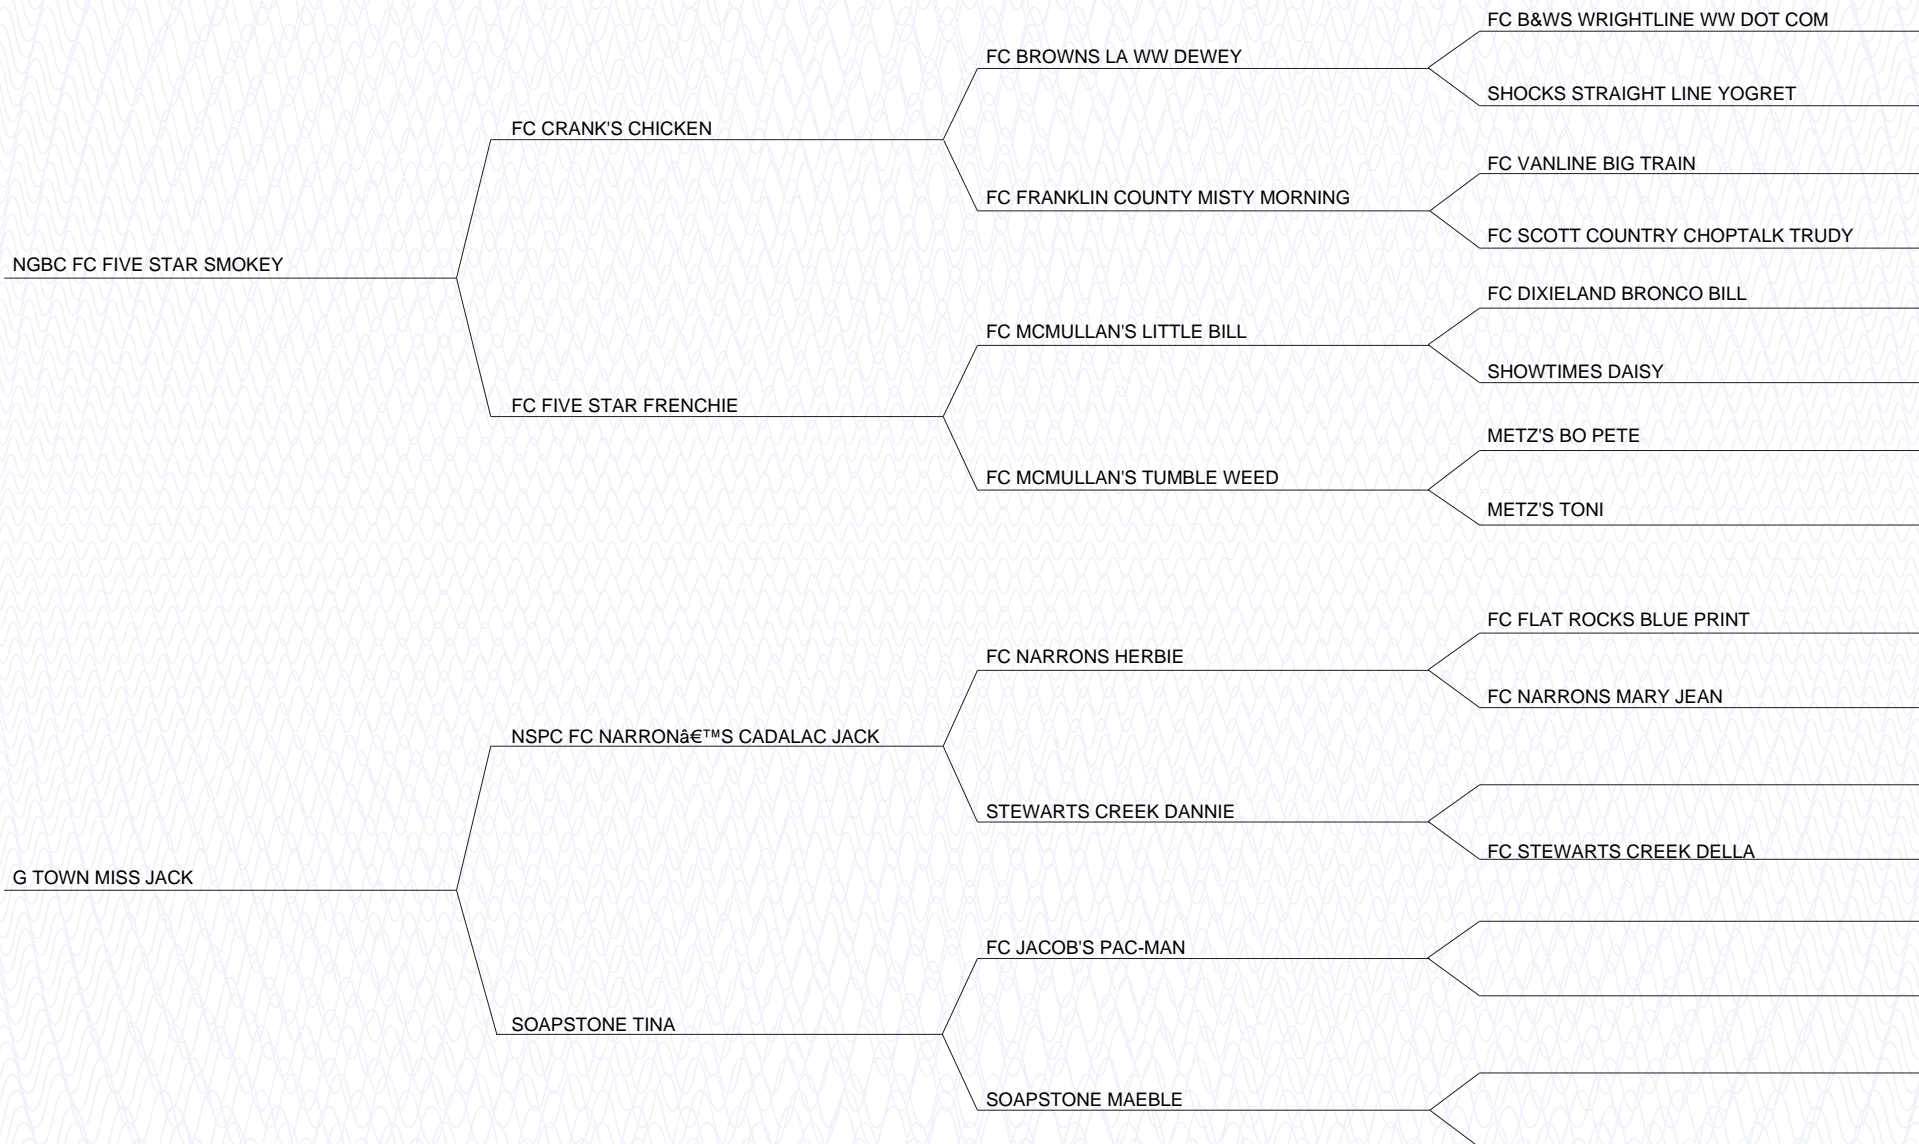 FC B&WS WRIGHTLINE WW DOT COM
FC BROWNS LA WW DEWEY
SHOCKS STRAIGHT LINE YOGRET
FC CRANK'S CHICKEN
FC VANLINE BIG TRAIN
FC FRANKLIN COUNTY MISTY MORNING
FC SCOTT COUNTRY CHOPTALK TRUDY
NGBC FC FIVE STAR SMOKEY
FC DIXIELAND BRONCO BILL
FC MCMULLAN'S LITTLE BILL
SHOWTIMES DAISY
FC FIVE STAR FRENCHIE
METZ'S BO PETE
FC MCMULLAN'S TUMBLE WEED
METZ'S TONI
FC FLAT ROCKS BLUE PRINT
FC NARRONS HERBIE
FC NARRONS MARY JEAN
NSPC FC NARRON’S CADALAC JACK
STEWARTS CREEK DANNIE
FC STEWARTS CREEK DELLA
G TOWN MISS JACK
FC JACOB'S PAC-MAN
SOAPSTONE TINA
SOAPSTONE MAEBLE